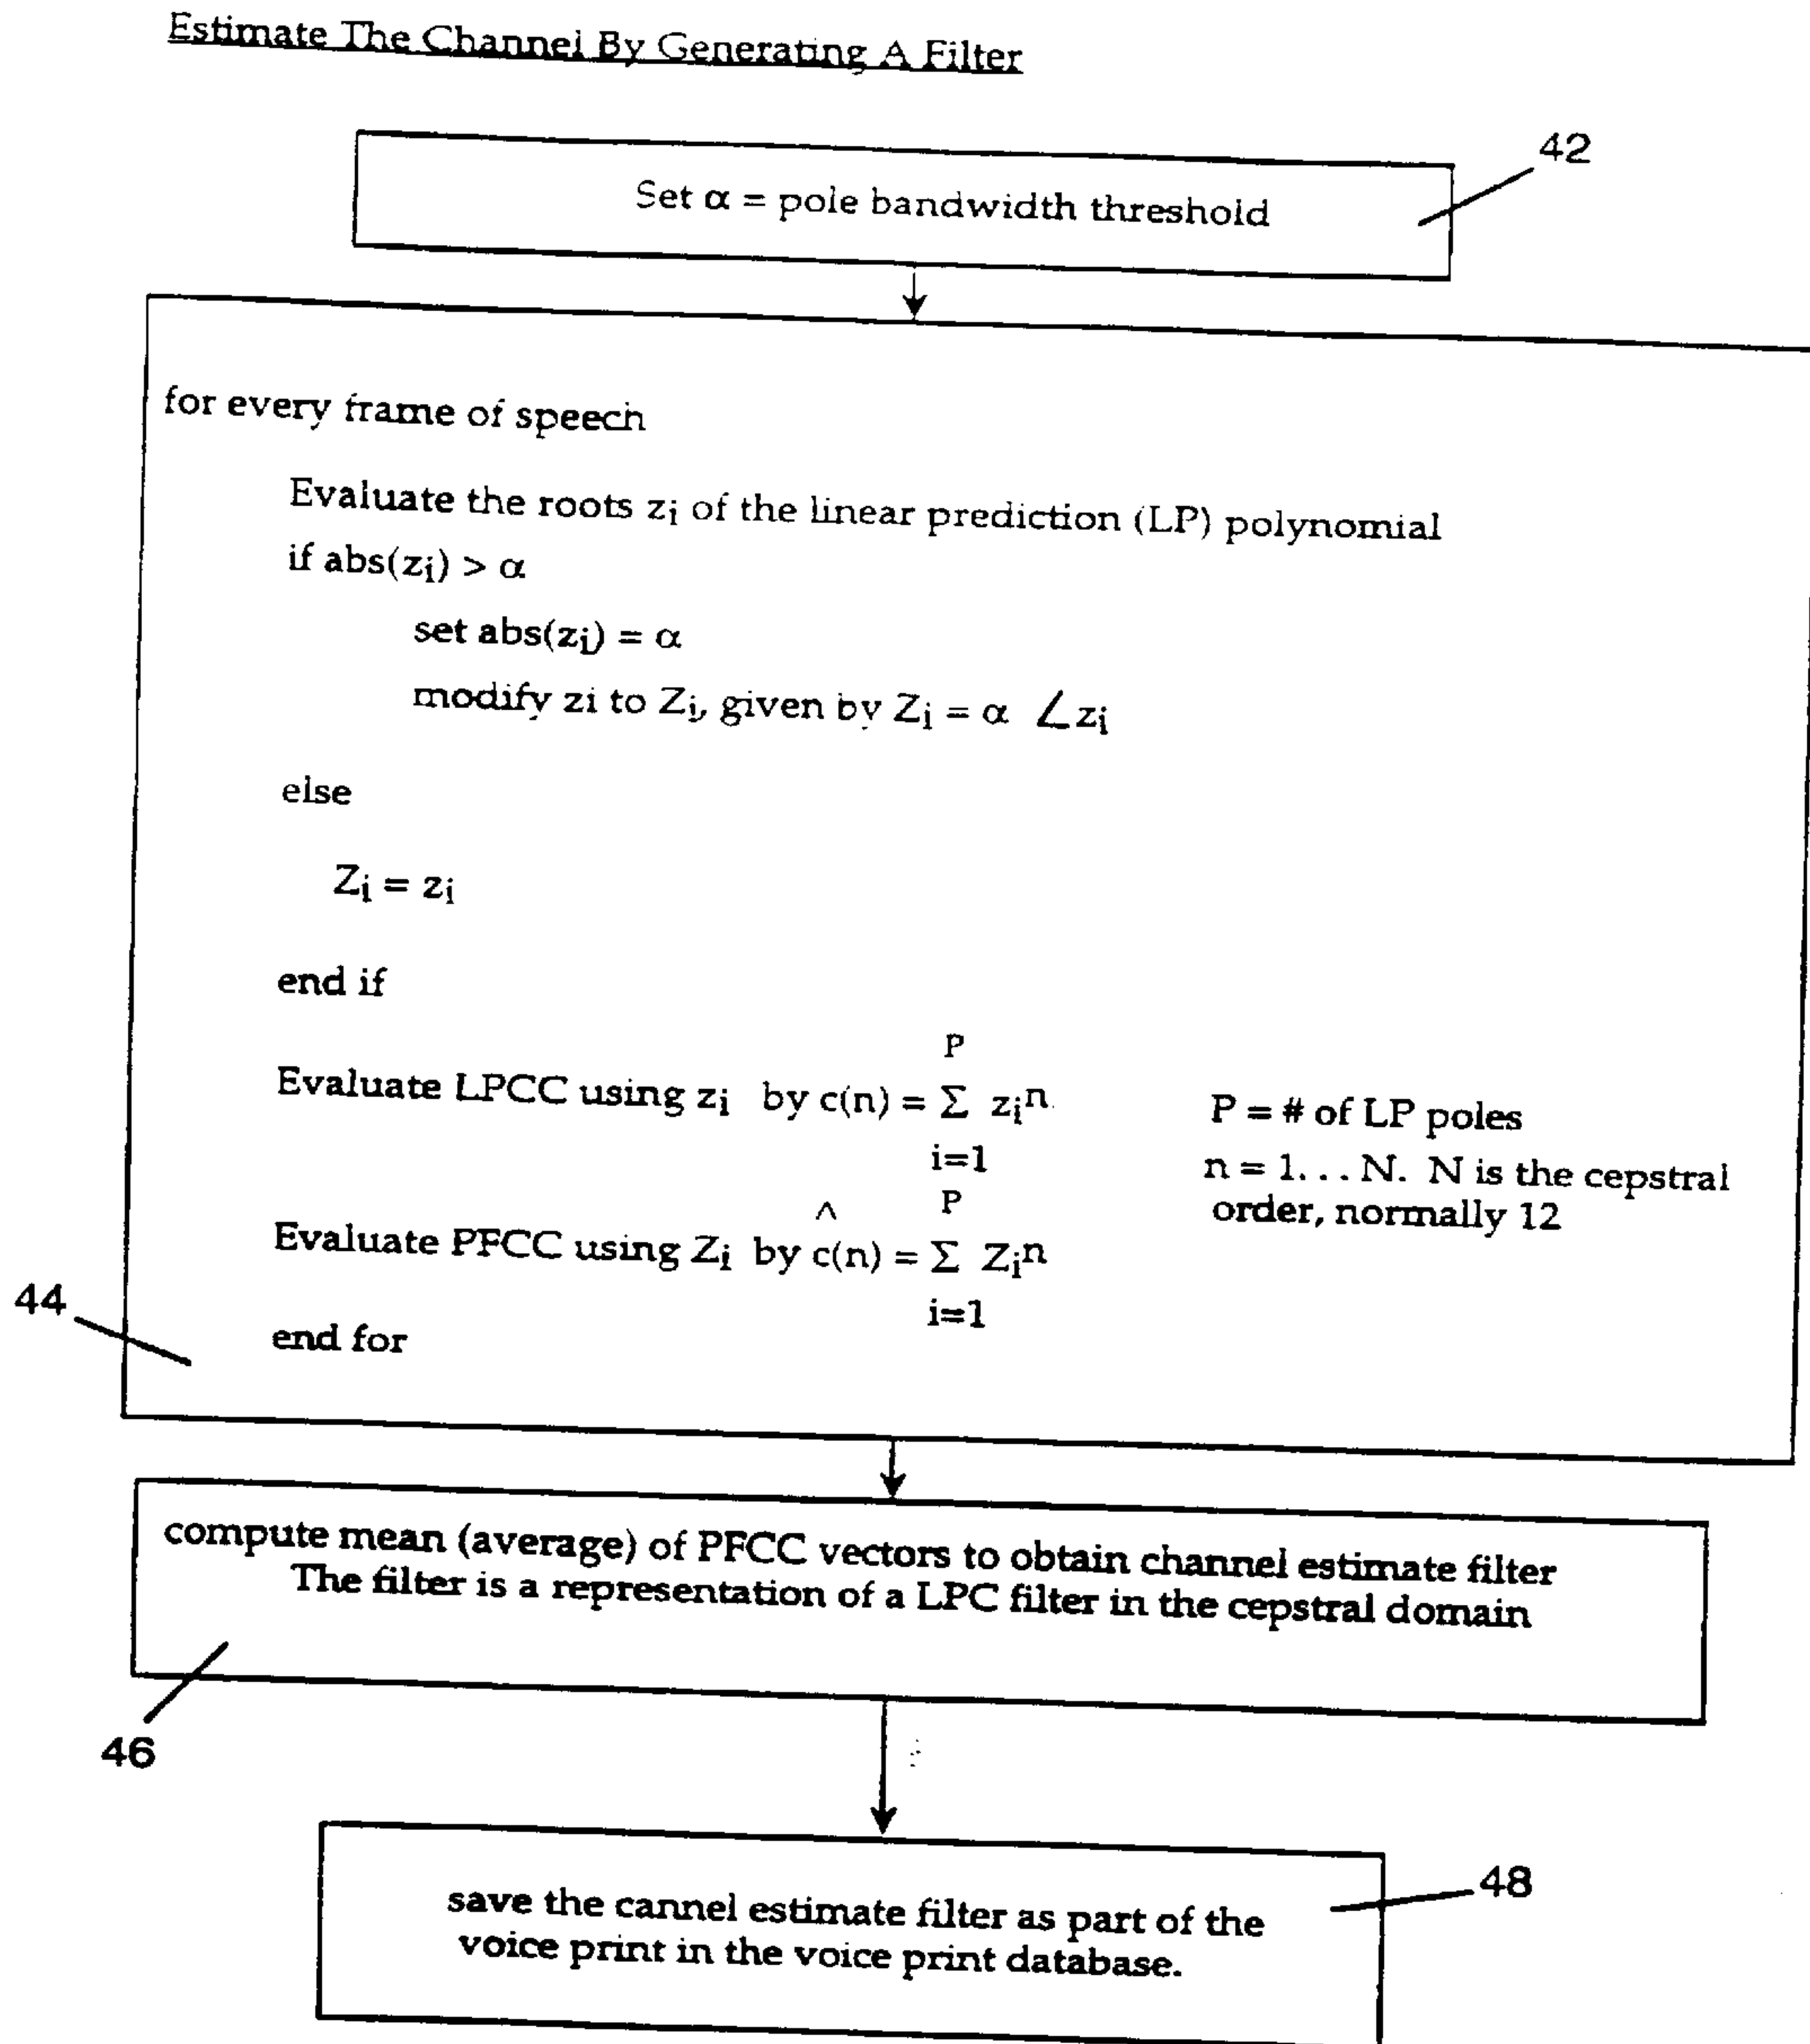 Estimate The Channel By Generating A Filter
42
Set α = pole bandwidth threshold
for every frame of speech
Evaluate the roots zi of the linear prediction (LP) polynomial
if abs(zi) > α
set abs(zi) = α
modify zi to Zi, given by Zi = α ∠zi
else
Zi = zi
end if
P
Evaluate LPCC using zi by c(n) = Σ zi^n
i=1
P = # of LP poles
n = 1. . . N. N is the cepstral
order, normally 12
^ P
Evaluate PFCC using Zi by c(n) = Σ Zi^n
i=1
44
end for
compute mean (average) of PFCC vectors to obtain channel estimate filter
The filter is a representation of a LPC filter in the cepstral domain
46
48
save the cannel estimate filter as part of the
voice print in the voice print database.